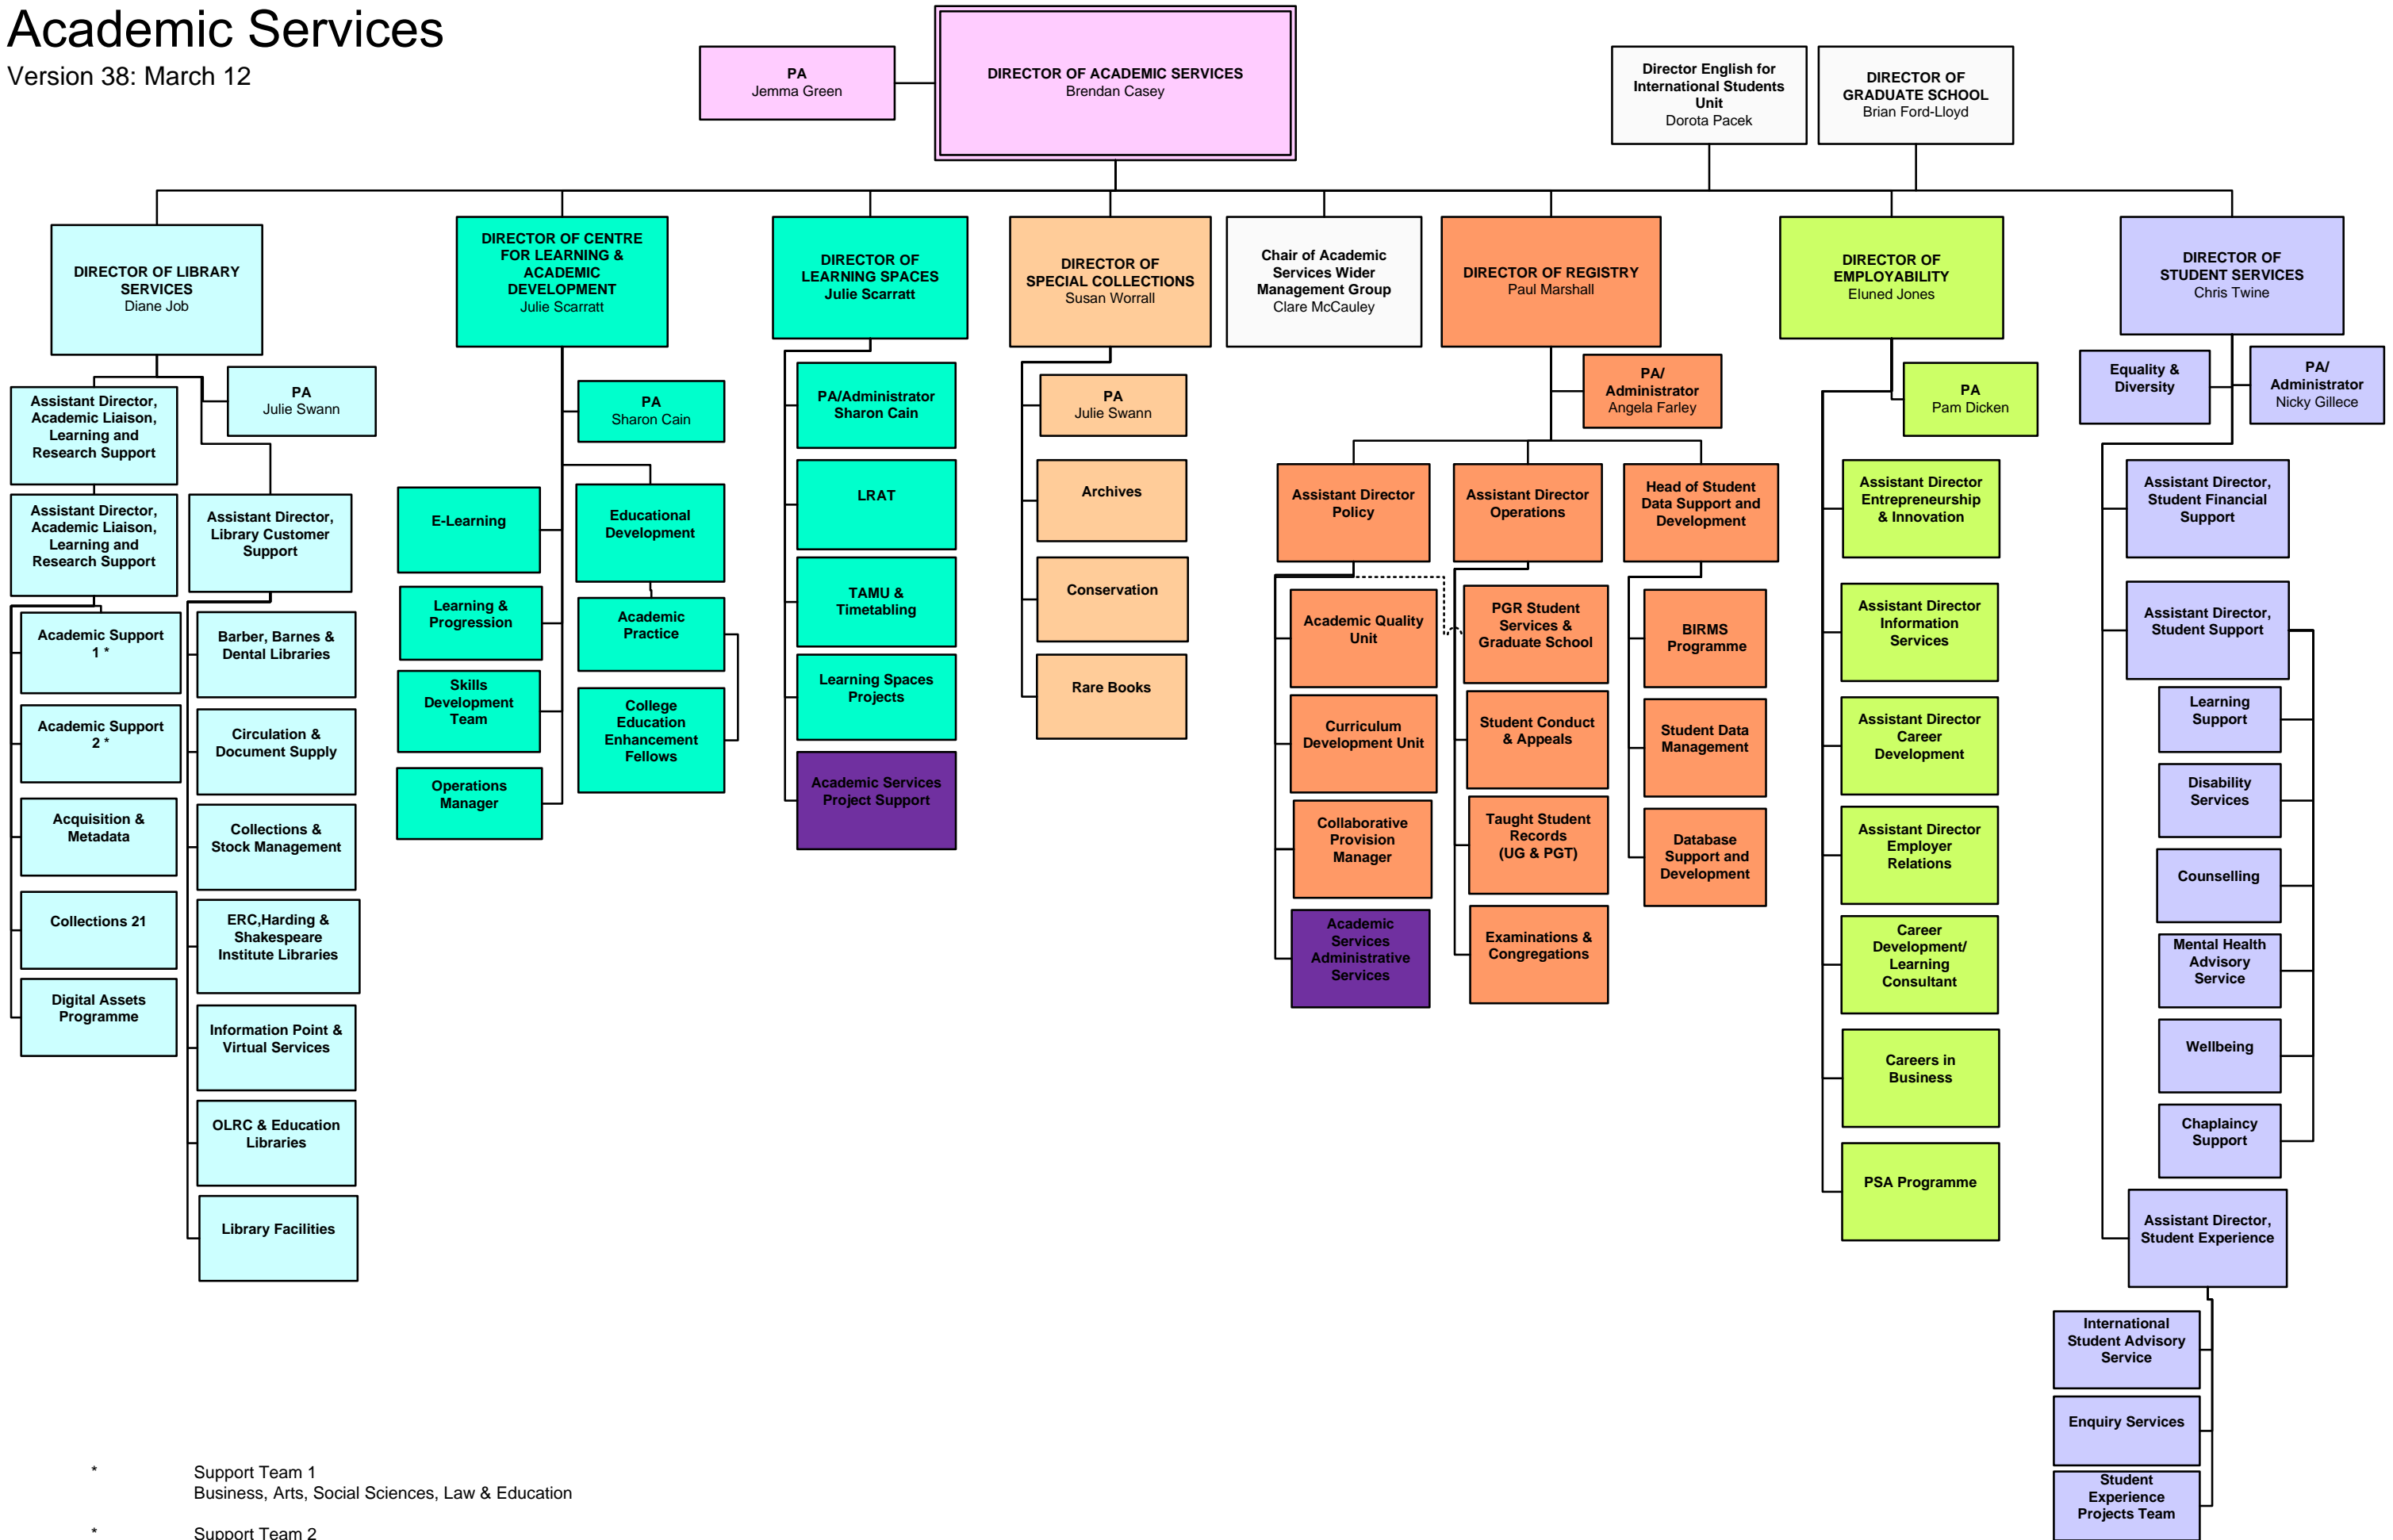 Academic Services
Version 38: March 12
PA
Jemma Green
DIRECTOR OF ACADEMIC SERVICES
Brendan Casey
Director English for
International Students
Unit
Dorota Pacek
DIRECTOR OF
GRADUATE SCHOOL
Brian Ford-Lloyd
DIRECTOR OF LIBRARY
SERVICES
Diane Job
DIRECTOR OF CENTRE
FOR LEARNING &
ACADEMIC
DEVELOPMENT
Julie Scarratt
DIRECTOR OF
LEARNING SPACES
Julie Scarratt
DIRECTOR OF
SPECIAL COLLECTIONS
Susan Worrall
Chair of Academic
Services Wider
Management Group
Clare McCauley
DIRECTOR OF REGISTRY
Paul Marshall
DIRECTOR OF
EMPLOYABILITY
Eluned Jones
DIRECTOR OF
STUDENT SERVICES
Chris Twine
Assistant Director,
Academic Liaison,
Learning and
Research Support
PA
Julie Swann
Assistant Director,
Academic Liaison,
Learning and
Research Support
Assistant Director,
Library Customer
Support
Academic Support
1 *
Academic Support
2 *
Acquisition &
Metadata
Collections 21
Digital Assets
Programme
Barber, Barnes &
Dental Libraries
Circulation &
Document Supply
Collections &
Stock Management
ERC,Harding &
Shakespeare
Institute Libraries
Information Point &
Virtual Services
OLRC & Education
Libraries
Library Facilities
PA
Sharon Cain
E-Learning
Learning &
Progression
Skills
Development
Team
Operations
Manager
Educational
Development
Academic
Practice
College
Education
Enhancement
Fellows
PA/Administrator
Sharon Cain
LRAT
TAMU &
Timetabling
Learning Spaces
Projects
Academic Services
Project Support
PA
Julie Swann
Archives
Conservation
Rare Books
PA/
Administrator
Angela Farley
Assistant Director
Policy
Assistant Director
Operations
Head of Student
Data Support and
Development
Academic Quality
Unit
Curriculum
Development Unit
Collaborative
Provision
Manager
Academic
Services
Administrative
Services
PGR Student
Services &
Graduate School
Student Conduct
& Appeals
Taught Student
Records
(UG & PGT)
Examinations &
Congregations
BIRMS
Programme
Student Data
Management
Database
Support and
Development
PA
Pam Dicken
Assistant Director
Entrepreneurship
& Innovation
Assistant Director
Information
Services
Assistant Director
Career
Development
Assistant Director
Employer
Relations
Career
Development/
Learning
Consultant
Careers in
Business
PSA Programme
Equality &
Diversity
PA/
Administrator
Nicky Gillece
Assistant Director,
Student Financial
Support
Assistant Director,
Student Support
Learning
Support
Disability
Services
Counselling
Mental Health
Advisory
Service
Wellbeing
Chaplaincy
Support
Assistant Director,
Student Experience
International
Student Advisory
Service
Enquiry Services
Student
Experience
Projects Team
* Support Team 1
Business, Arts, Social Sciences, Law & Education
* Support Team 2